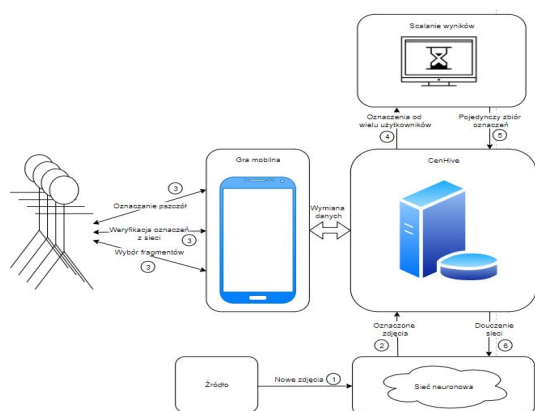 Scalanie wyników
Oznaczenia od
wielu użytkowników
4
Pojedynczy zbiór
oznaczeń
5
Gra mobilna
CenHive
3
Oznaczanie pszczół
Weryfikacja oznaczeń
z sieci
3
Wybór fragmentów
3
Wymiana
danych
Oznaczone
zdjęcia
2
Douczenie
sieci
6
Źródło
Nowe zdjęcia
1
Sieć neuronowa